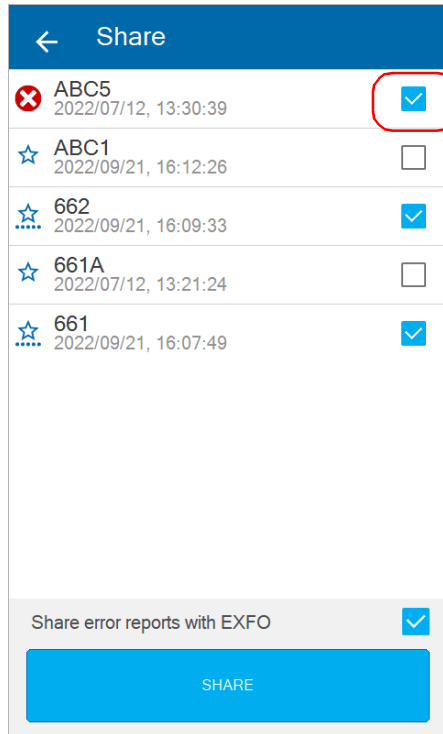 Share
ABC5
2022/07/12, 13:30:39
ABC1
2022/09/21, 16:12:26
662
2022/09/21, 16:09:33
661A
2022/07/12, 13:21:24
661
2022/09/21, 16:07:49
Share error reports with EXFO
SHARE